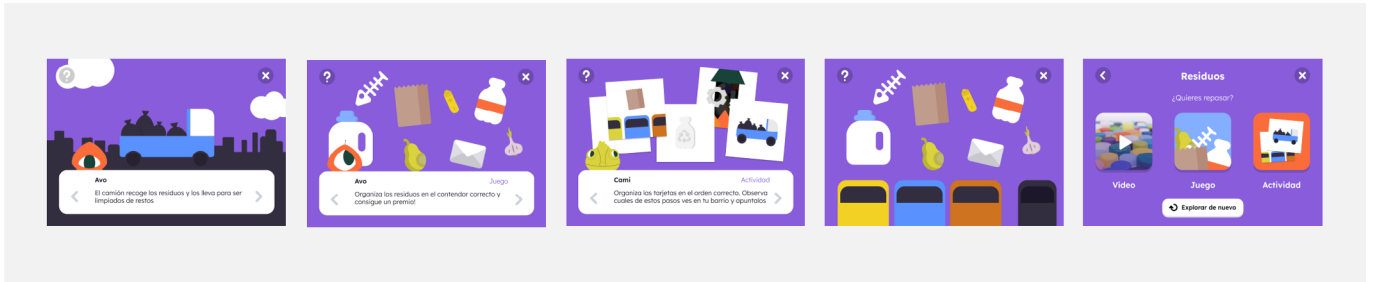 ?
Avo
El camión recoge los residuos y los lleva para ser
limpiados de restos
?
Avo
Juego
Organiza los residuos en el contendor correcto y
consigue un premio!
?
Cami
Actividad
Organiza las tarjetas en el orden correcto. Observa
cuales de estos pasos ves en tu barrio y apuntalos
?
Residuos
¿Quieres repasar?
Video
Juego
Actividad
Explorar de nuevo